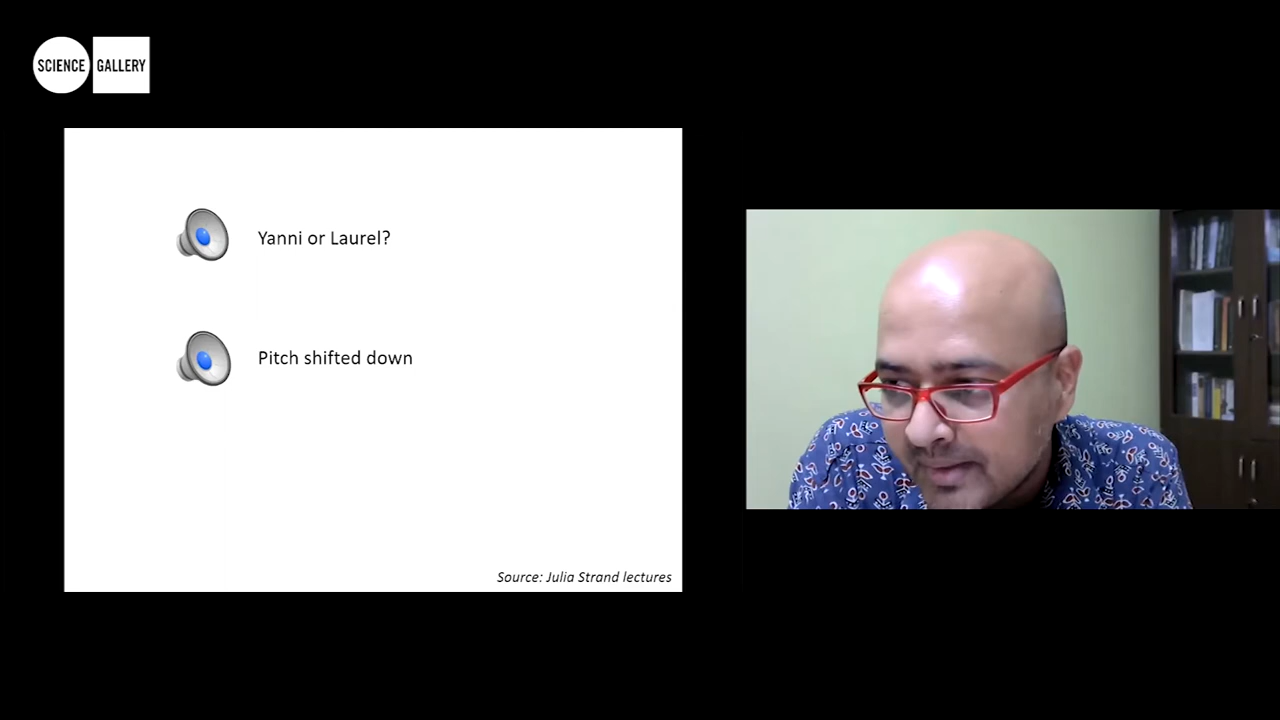 SCIENCE GALLERY
Yanni or Laurel?
Pitch shifted down
Source: Julia Strand lectures